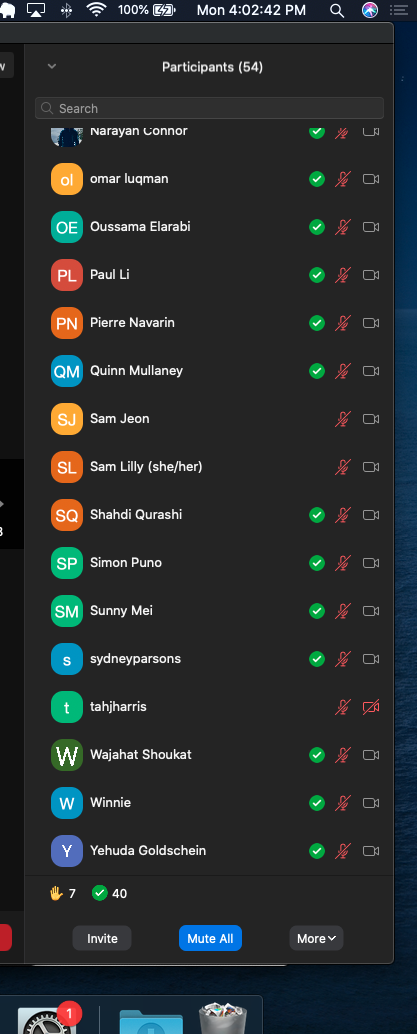 100% Mon 4:02:42 PM
w
Participants (54)
Search
Narayan Connor
ol omar luqman
OE Oussama Elarabi
PL Paul Li
PN Pierre Navarin
QM Quinn Mullaney
SJ Sam Jeon
SL Sam Lilly (she/her)
SQ Shahdi Qurashi
SP Simon Puno
SM Sunny Mei
s sydneyparsons
t tahjharris
W Wajahat Shoukat
W Winnie
Y Yehuda Goldschein
7 40
Invite Mute All More
1